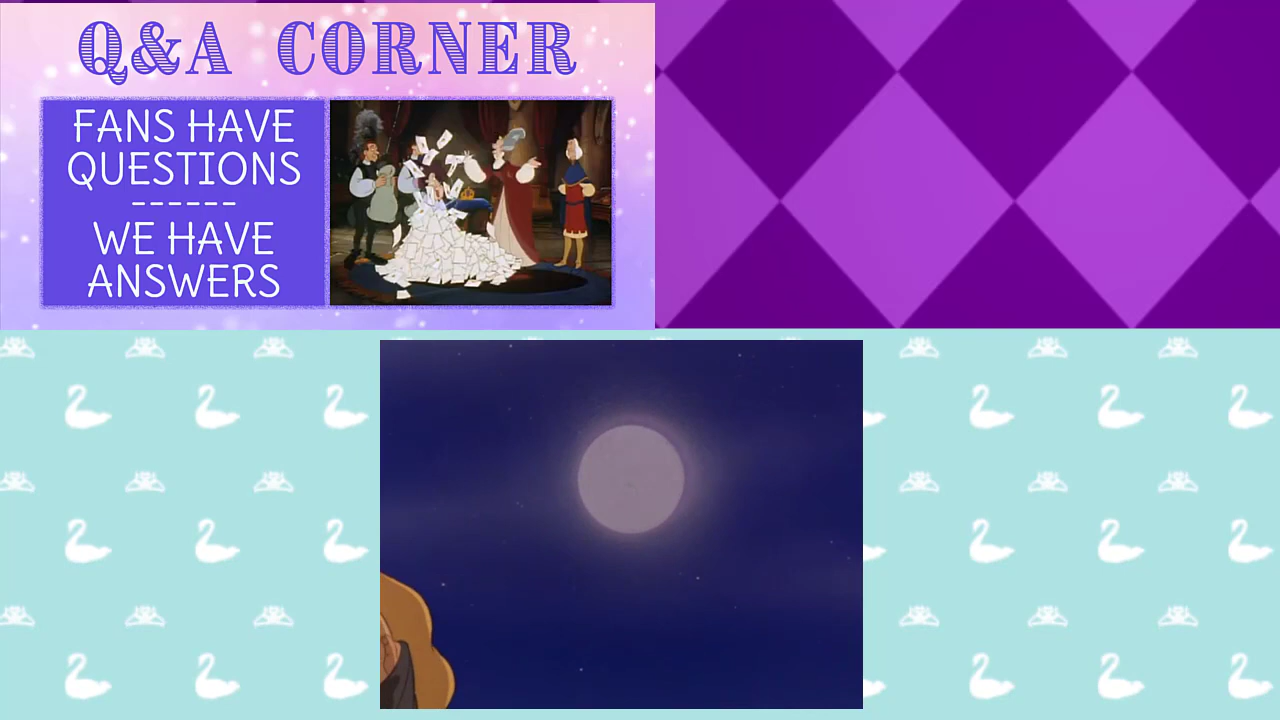 Q&A CORNER
FANS HAVE
QUESTIONS
------
WE HAVE
ANSWERS